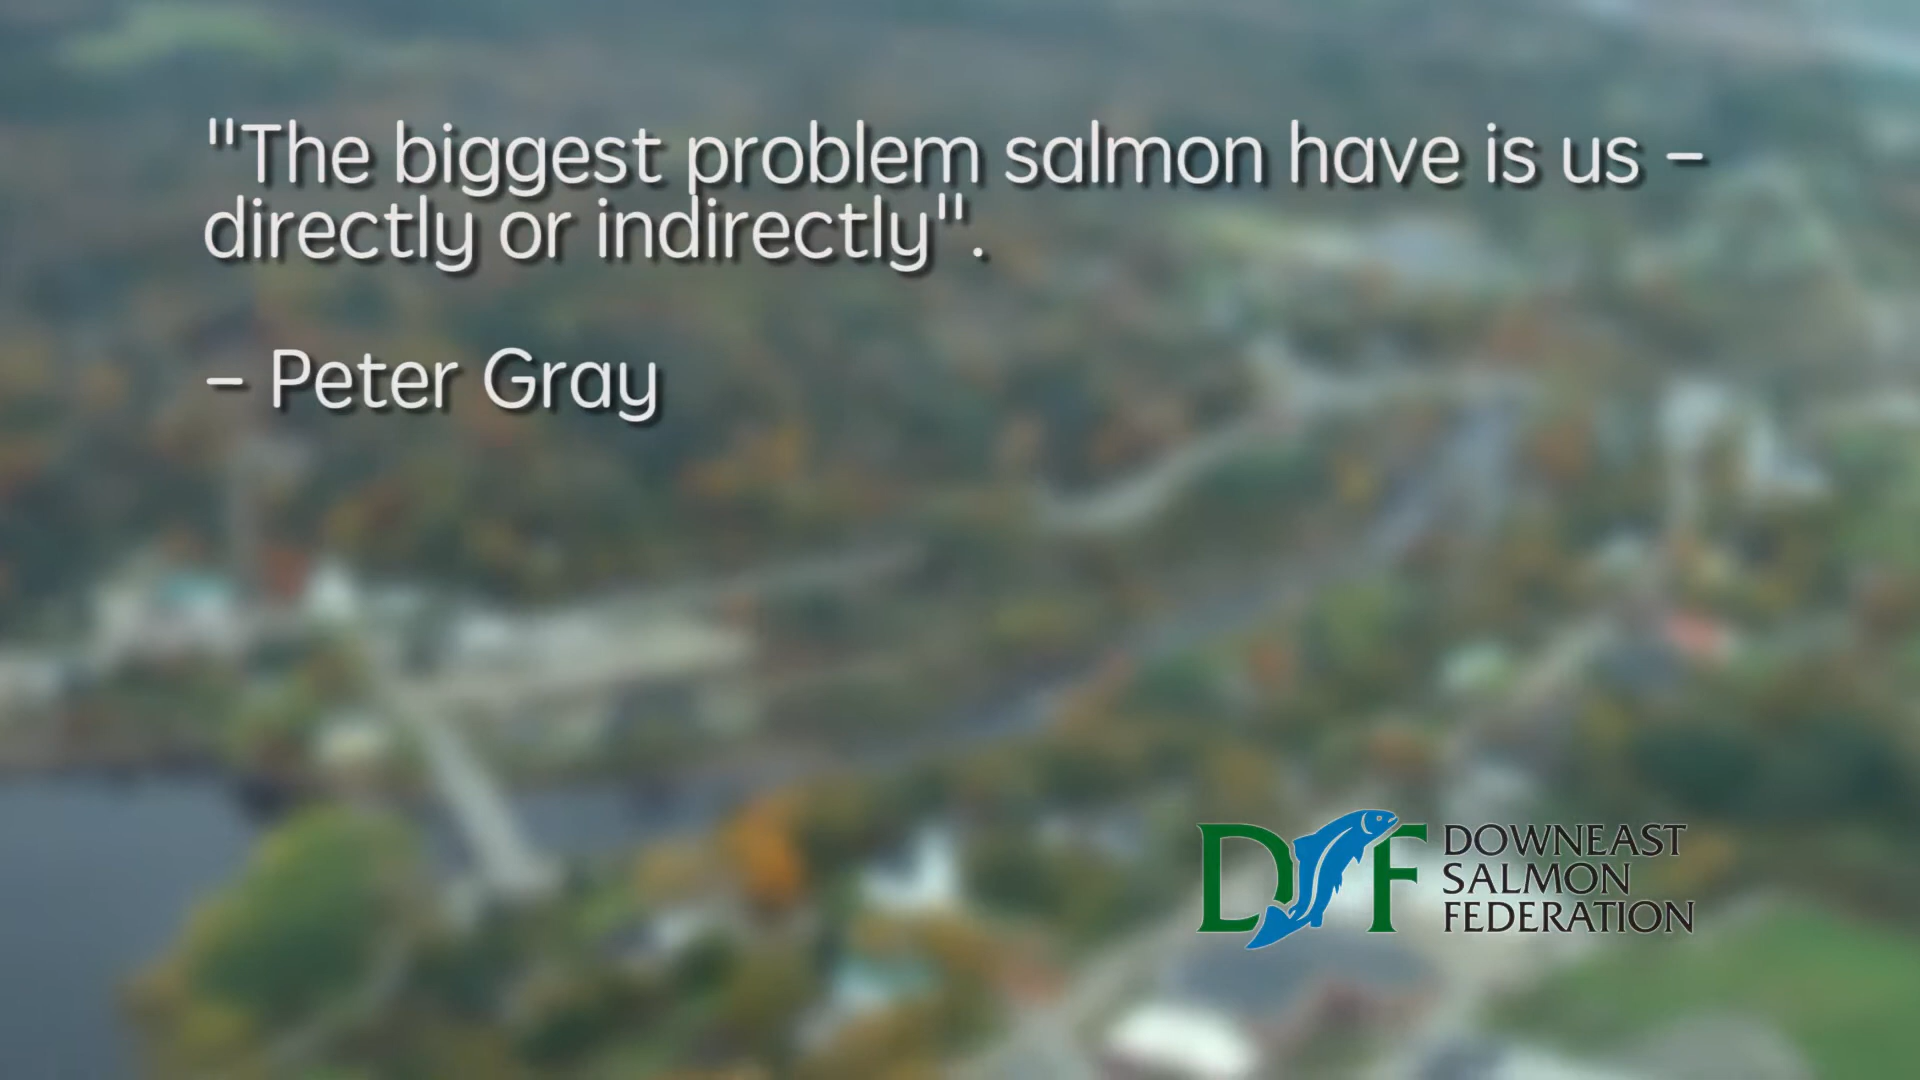 "The biggest problem salmon have is us –
directly or indirectly".
– Peter Gray
DSF
DOWNEAST
SALMON
FEDERATION